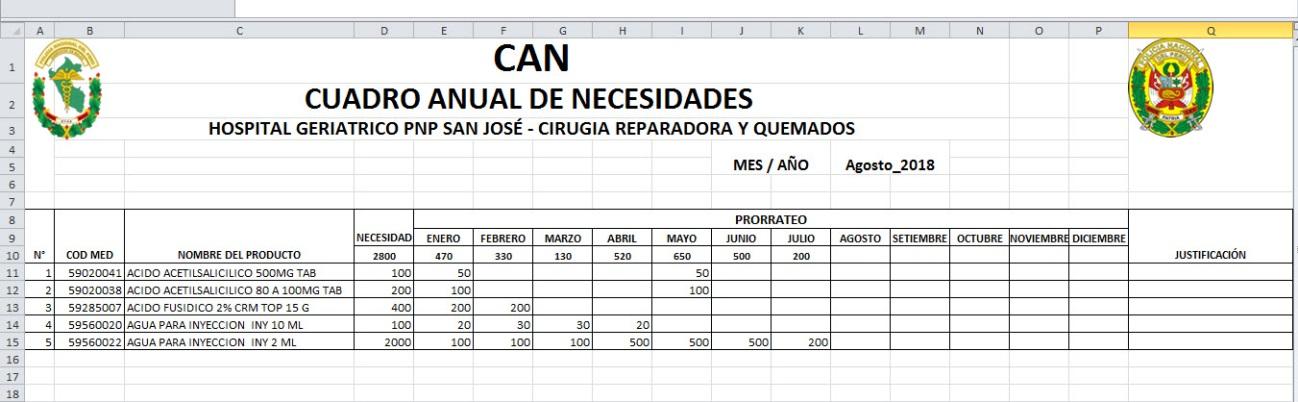 A B C D E F G H I J K L M N O P Q
1 CAN
2 CUADRO ANUAL DE NECESIDADES
3 HOSPITAL GERIATRICO PNP SAN JOSÉ - CIRUGIA REPARADORA Y QUEMADOS
4
5 MES / AÑO Agosto_2018
6
7
8 PRORRATEO
9 NECESIDAD ENERO FEBRERO MARZO ABRIL MAYO JUNIO JULIO AGOSTO SETIEMBRE OCTUBRE NOVIEMBRE DICIEMBRE
10 N° COD MED NOMBRE DEL PRODUCTO 2800 470 330 130 520 650 500 200 JUSTIFICACIÓN
11 1 59020041 ACIDO ACETILSALICILICO 500MG TAB 100 50 50
12 2 59020038 ACIDO ACETILSALICILICO 80 A 100MG TAB 200 100 100
13 3 59285007 ACIDO FUSIDICO 2% CRM TOP 15 G 400 200 200
14 4 59560020 AGUA PARA INYECCION INY 10 ML 100 20 30 30 20
15 5 59560022 AGUA PARA INYECCION INY 2 ML 2000 100 100 100 500 500 500 200
16
17
18